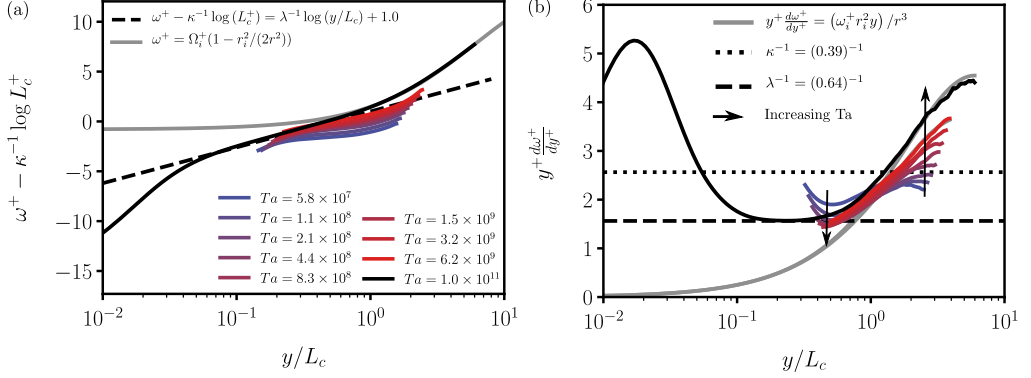 (a)
ω⁺ − κ⁻¹ log (L_c⁺) = λ⁻¹ log (y/L_c) + 1.0
ω⁺ = Ω_i⁺(1 − r_i²/(2r²))
10
5
0
−5
−10
−15
ω⁺ − κ⁻¹ log L_c⁺
Ta = 5.8 × 10⁷
Ta = 1.1 × 10⁸
Ta = 2.1 × 10⁸
Ta = 4.4 × 10⁸
Ta = 8.3 × 10⁸
Ta = 1.5 × 10⁹
Ta = 3.2 × 10⁹
Ta = 6.2 × 10⁹
Ta = 1.0 × 10¹¹
10⁻² 10⁻¹ 10⁰ 10¹
y/L_c
(b)
y⁺ dω⁺/dy⁺ = (ω_i⁺ r_i² y) /r³
κ⁻¹ = (0.39)⁻¹
λ⁻¹ = (0.64)⁻¹
Increasing Ta
6
5
4
3
2
1
0
y⁺ dω⁺/dy⁺
10⁻² 10⁻¹ 10⁰ 10¹
y/L_c